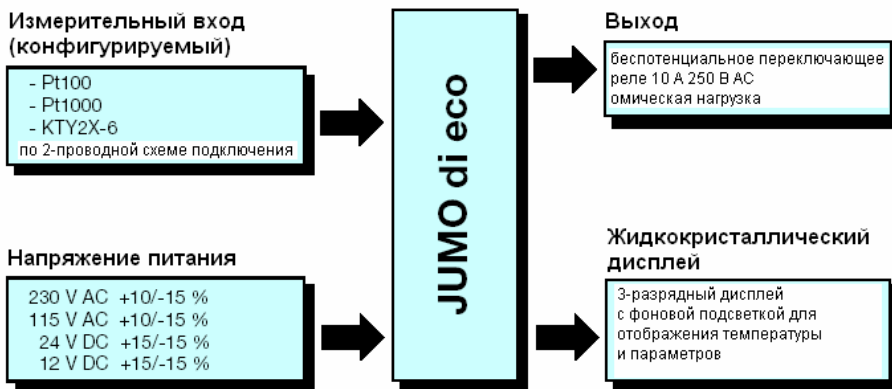 Измерительный вход
(конфигурируемый)
- Pt100
- Pt1000
- KTY2X-6
по 2-проводной схеме подключения
Напряжение питания
230 V AC +10/-15 %
115 V AC +10/-15 %
24 V DC +15/-15 %
12 V DC +15/-15 %
JUMO di eco
Выход
беспотенциальное переключающее
реле 10 А 250 В АС
омическая нагрузка
Жидкокристаллический
дисплей
3-разрядный дисплей
с фоновой подсветкой для
отображения температуры
и параметров